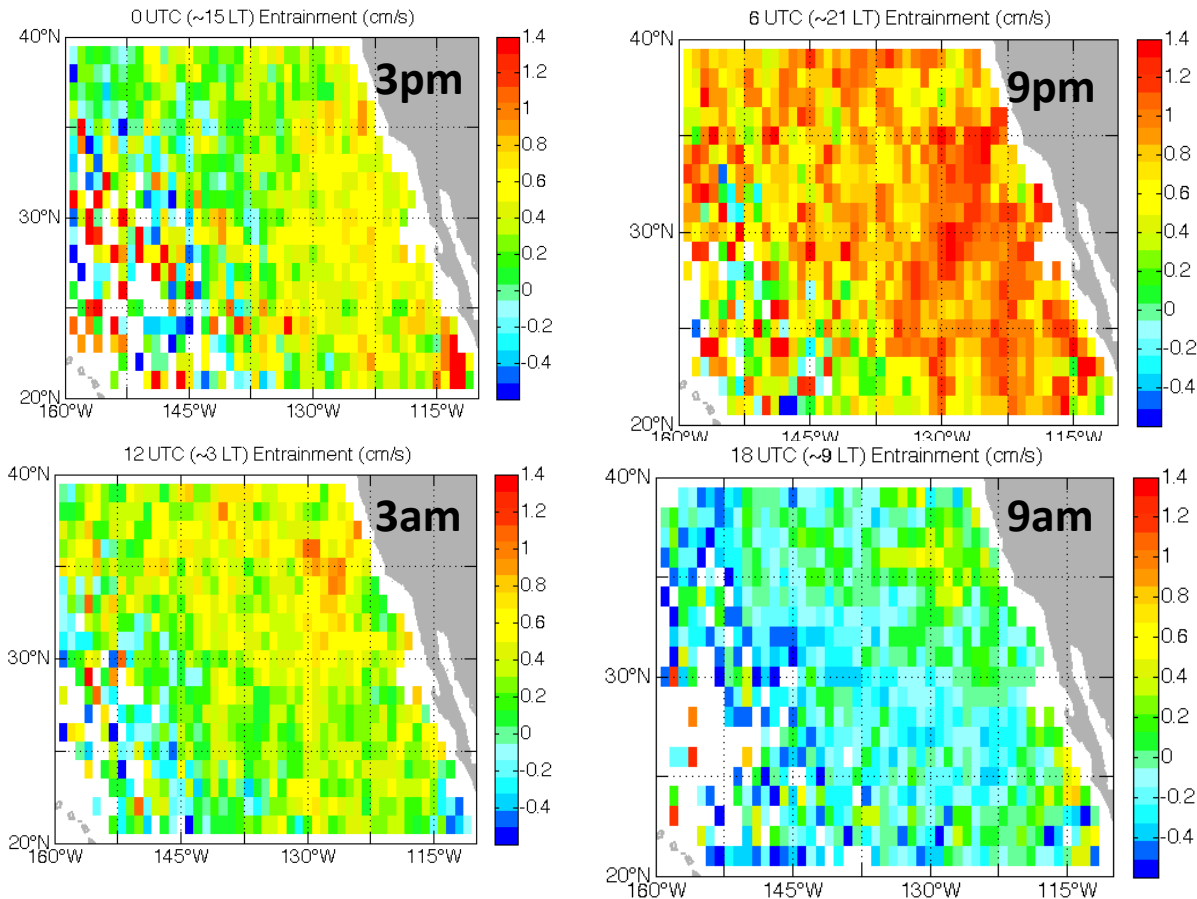 0 UTC (~15 LT) Entrainment (cm/s)
40°N
30°N
20°N
160°W 145°W 130°W 115°W
3pm
1.4
1.2
1
0.8
0.6
0.4
0.2
0
-0.2
-0.4
6 UTC (~21 LT) Entrainment (cm/s)
40°N
30°N
20°N
160°W 145°W 130°W 115°W
9pm
1.4
1.2
1
0.8
0.6
0.4
0.2
0
-0.2
-0.4
12 UTC (~3 LT) Entrainment (cm/s)
40°N
30°N
20°N
160°W 145°W 130°W 115°W
3am
1.4
1.2
1
0.8
0.6
0.4
0.2
0
-0.2
-0.4
18 UTC (~9 LT) Entrainment (cm/s)
40°N
30°N
20°N
160°W 145°W 130°W 115°W
9am
1.4
1.2
1
0.8
0.6
0.4
0.2
0
-0.2
-0.4